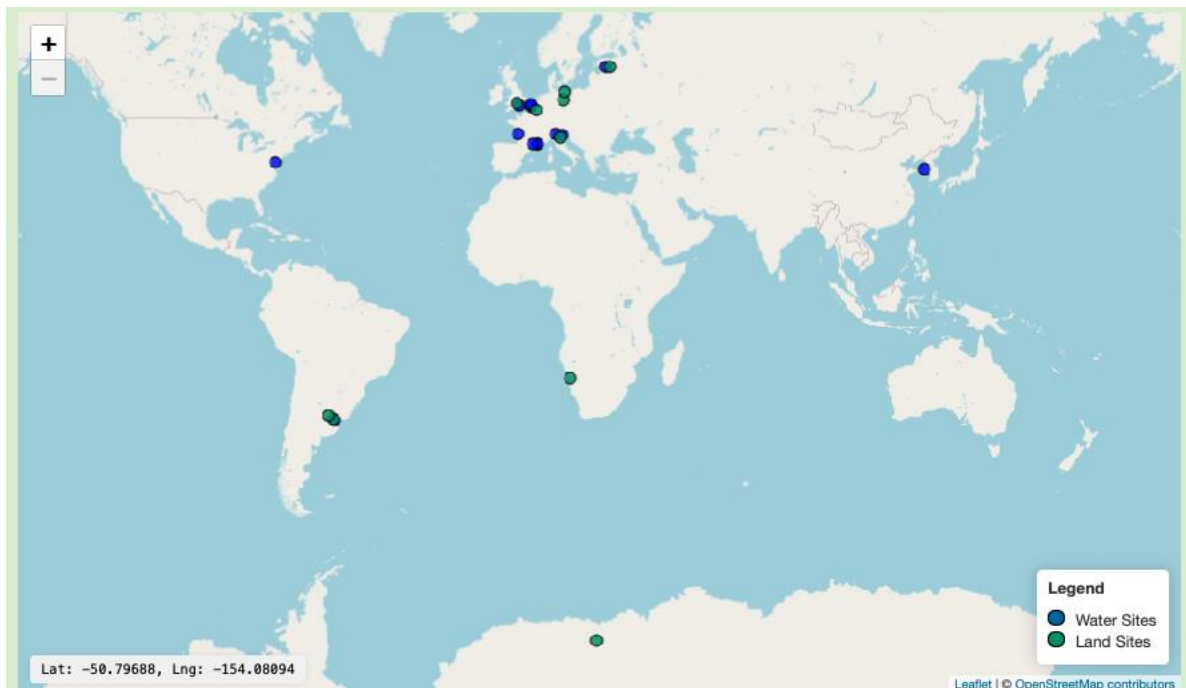 +
−
Legend
Water Sites
Land Sites
Lat: -50.79688, Lng: -154.08094
Leaflet | © OpenStreetMap contributors